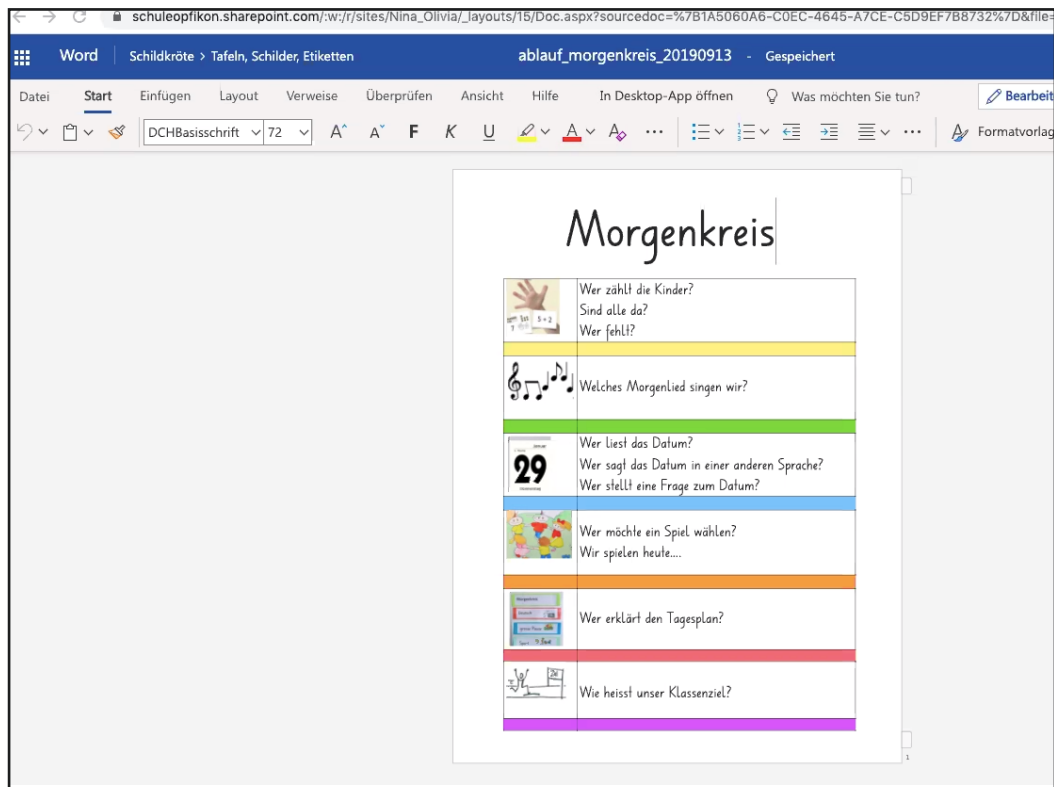 schuleopfikon.sharepoint.com/:w:/r/sites/Nina_Olivia/_layouts/15/Doc.aspx?sourcedoc=%7B1A5060A6-C0EC-4645-A7CE-C5D9EF7B8732%7D&file=
Word Schildkröte > Tafeln, Schilder, Etiketten ablauf_morgenkreis_20190913 - Gespeichert
Datei Start Einfügen Layout Verweise Überprüfen Ansicht Hilfe In Desktop-App öffnen Was möchten Sie tun? Bearbeit
DCHBasisschrift 72 A A F K U A A ... ... Formatvorlag
Morgenkreis
Wer zählt die Kinder?
Sind alle da?
5 + 2
Wer fehlt?
Welches Morgenlied singen wir?
Wer liest das Datum?
29
Wer sagt das Datum in einer anderen Sprache?
Wer stellt eine Frage zum Datum?
Wer möchte ein Spiel wählen?
Wir spielen heute....
Morgenkreis
Wer erklärt den Tagesplan?
Wie heisst unser Klassenziel?
1